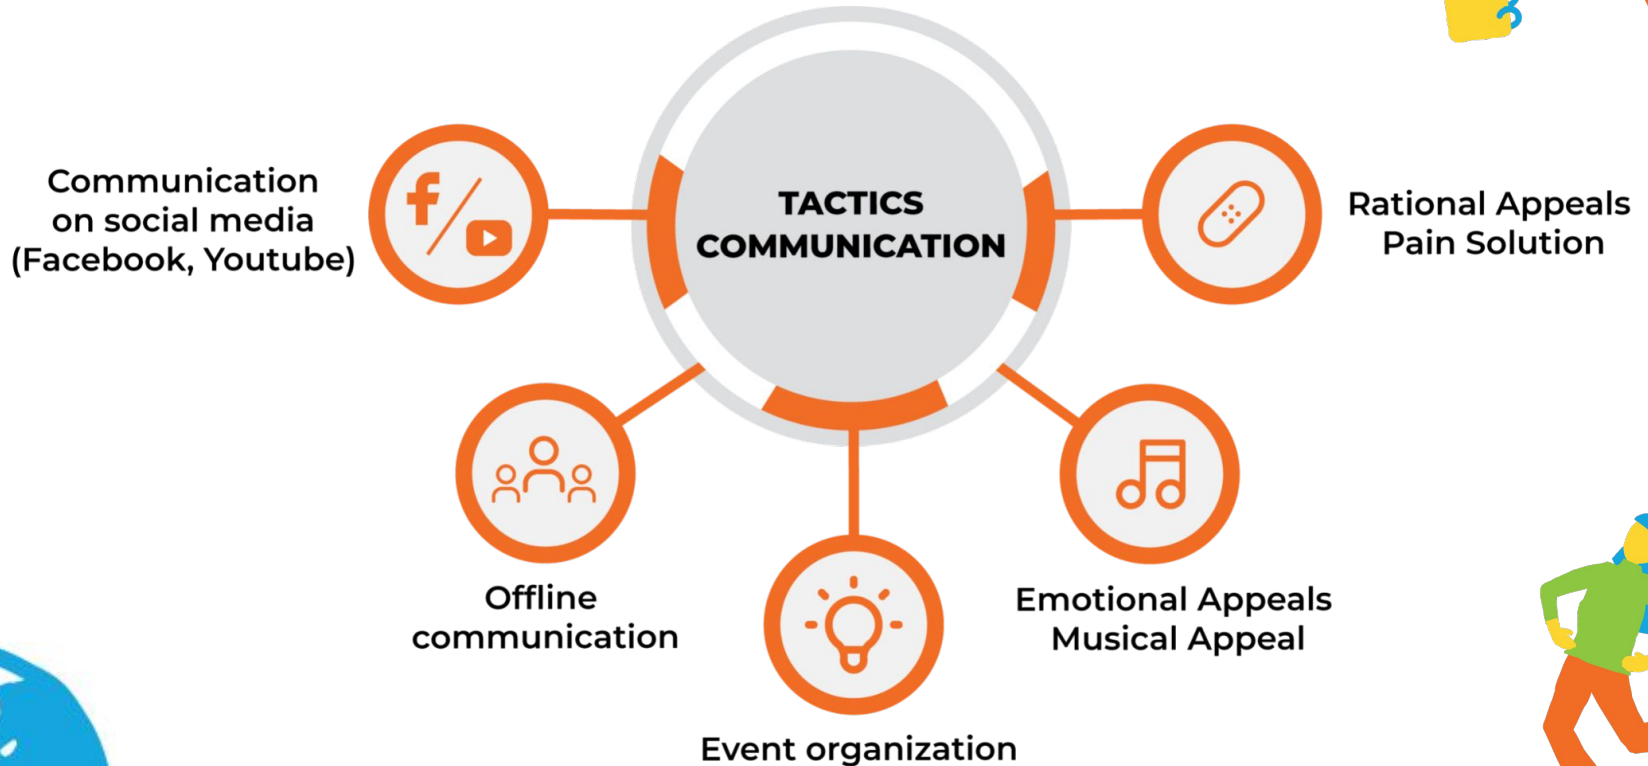 TACTICS
COMMUNICATION
Communication
on social media
(Facebook, Youtube)
Rational Appeals
Pain Solution
Offline
communication
Emotional Appeals
Musical Appeal
Event organization